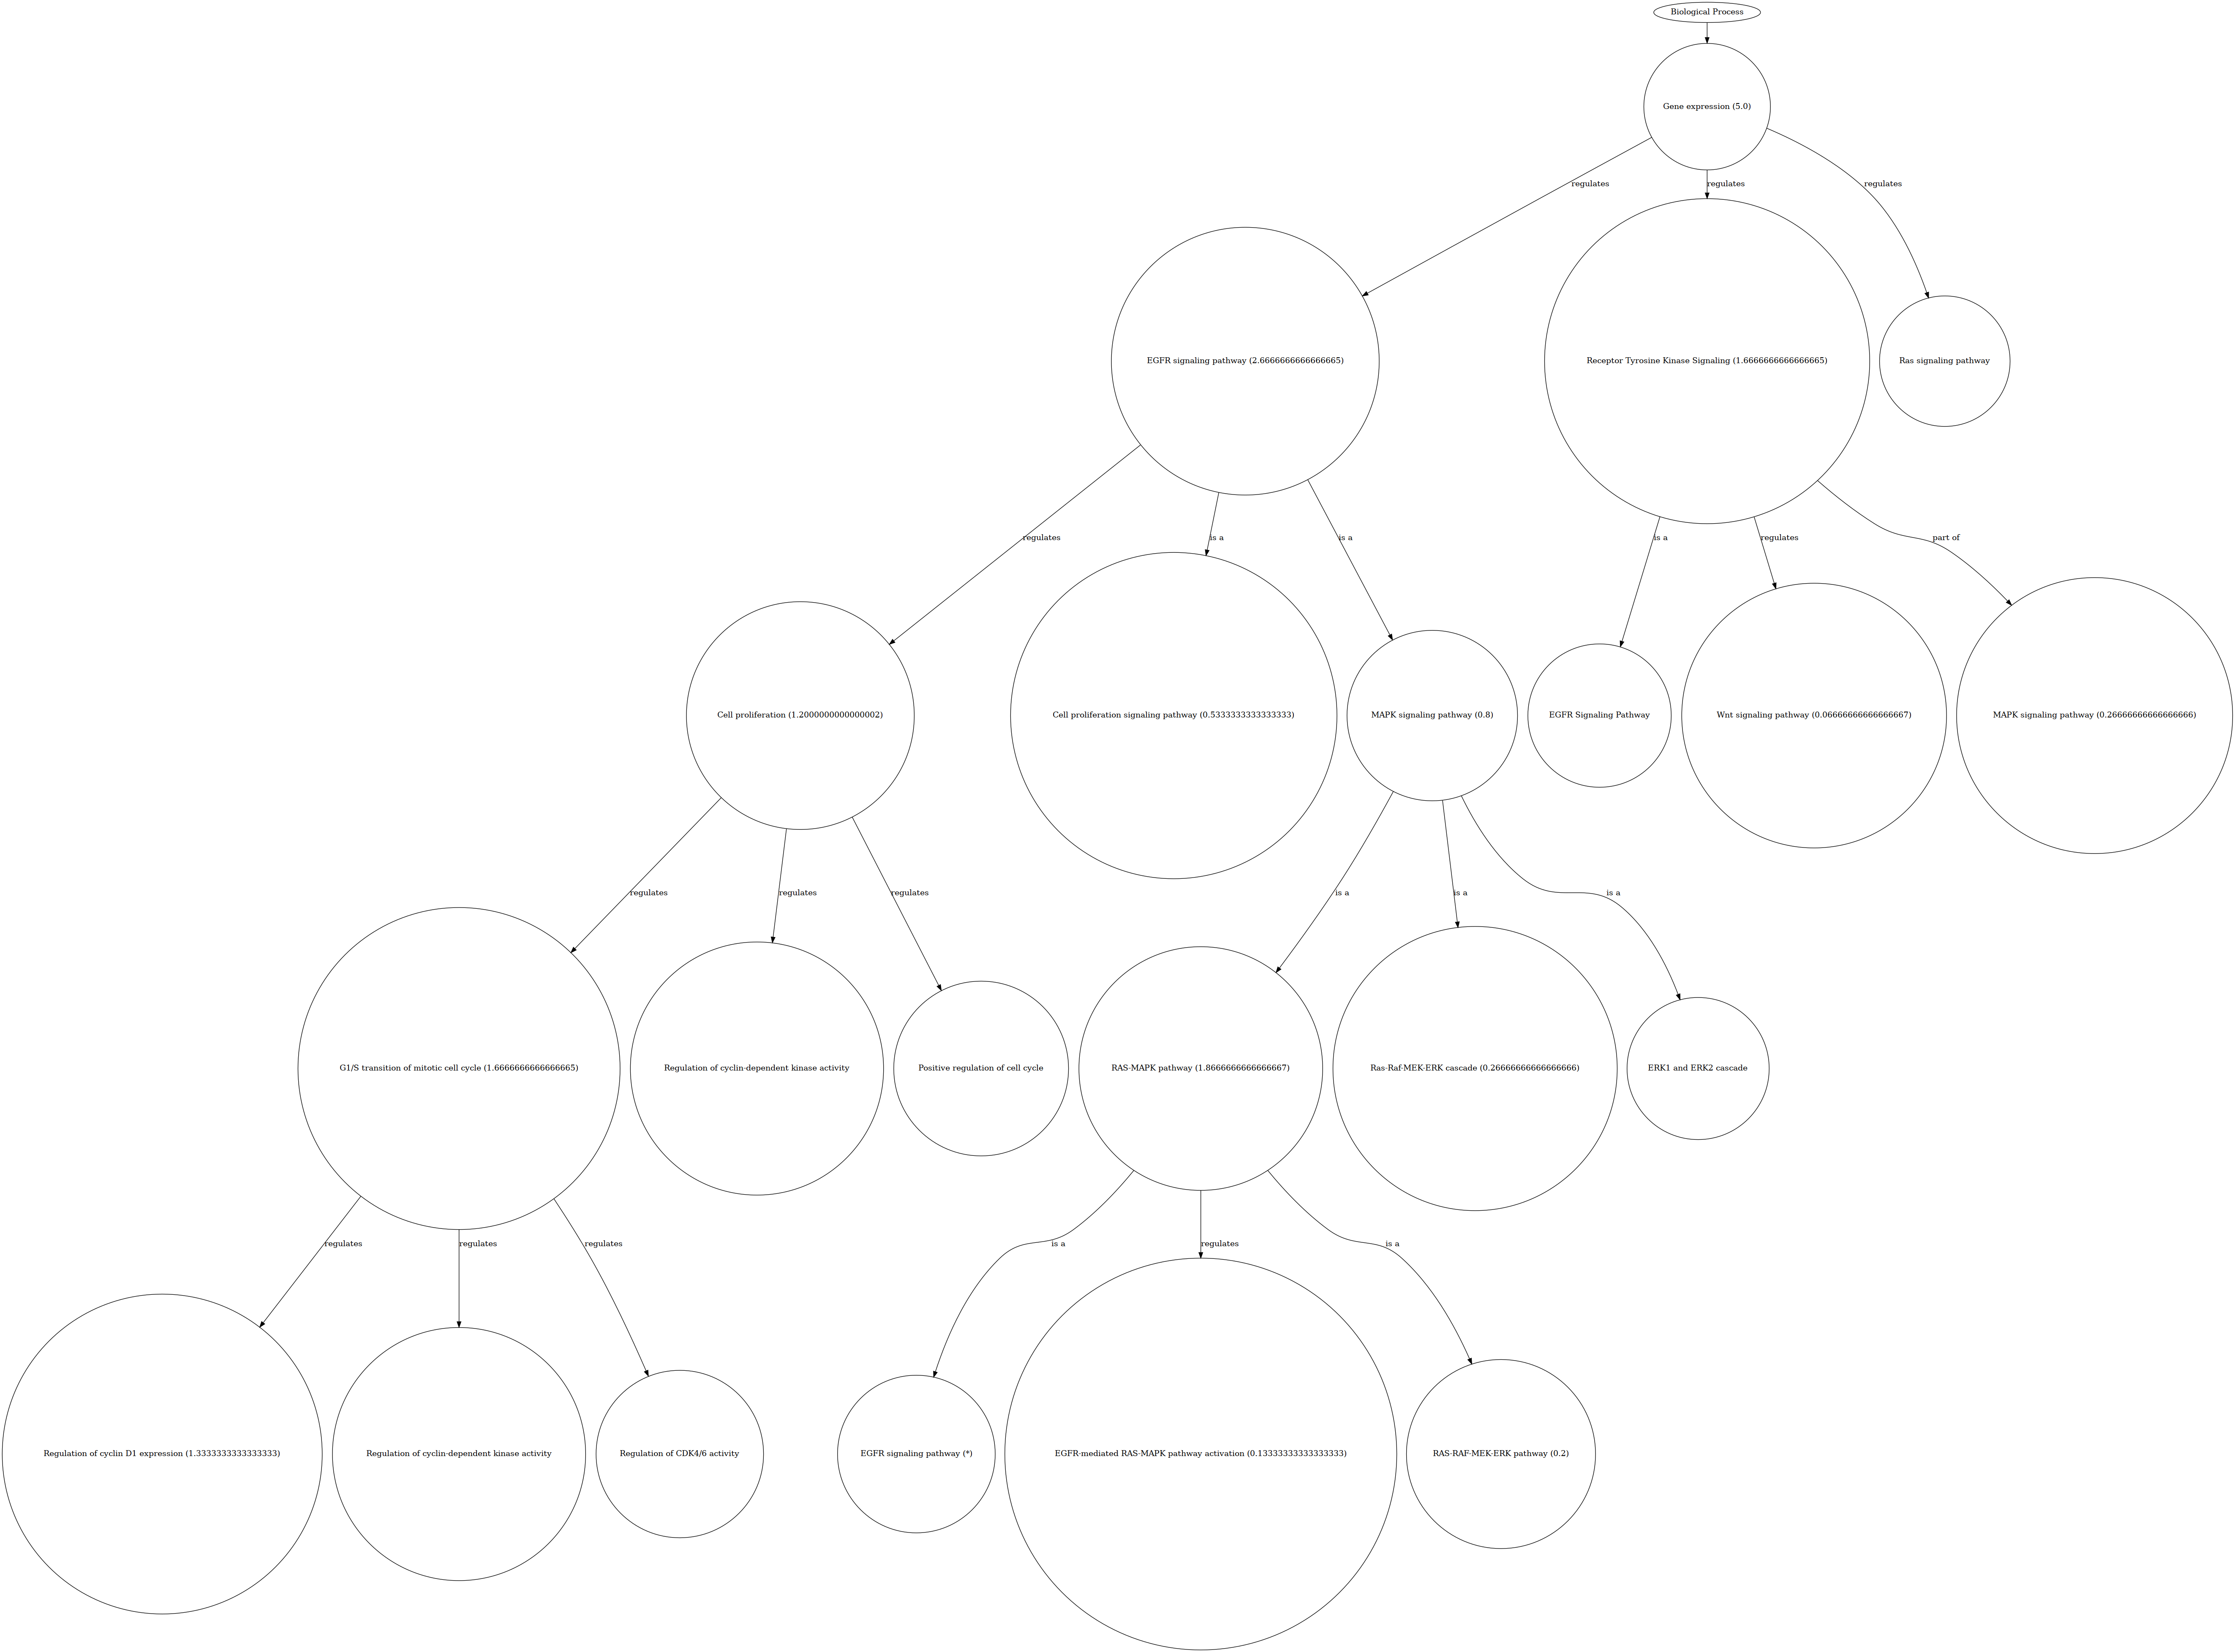 Biological Process
Gene expression (5.0)
regulates
regulates
regulates
EGFR signaling pathway (2.6666666666666665)
Receptor Tyrosine Kinase Signaling (1.6666666666666665)
Ras signaling pathway
regulates
is a
is a
is a
regulates
part of
Cell proliferation (1.2000000000000002)
Cell proliferation signaling pathway (0.5333333333333333)
MAPK signaling pathway (0.8)
EGFR Signaling Pathway
Wnt signaling pathway (0.06666666666666667)
MAPK signaling pathway (0.26666666666666666)
regulates
regulates
regulates
is a
is a
is a
G1/S transition of mitotic cell cycle (1.6666666666666665)
Regulation of cyclin-dependent kinase activity
Positive regulation of cell cycle
RAS-MAPK pathway (1.8666666666666667)
Ras-Raf-MEK-ERK cascade (0.26666666666666666)
ERK1 and ERK2 cascade
regulates
regulates
regulates
is a
regulates
is a
Regulation of cyclin D1 expression (1.3333333333333333)
Regulation of cyclin-dependent kinase activity
Regulation of CDK4/6 activity
EGFR signaling pathway (*)
EGFR-mediated RAS-MAPK pathway activation (0.13333333333333333)
RAS-RAF-MEK-ERK pathway (0.2)